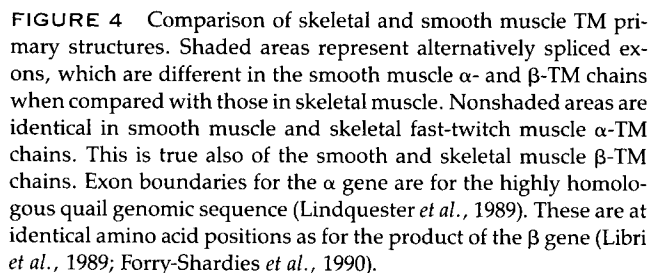 FIGURE 4 Comparison of skeletal and smooth muscle TM pri-
mary structures. Shaded areas represent alternatively spliced ex-
ons, which are different in the smooth muscle α- and β-TM chains
when compared with those in skeletal muscle. Nonshaded areas are
identical in smooth muscle and skeletal fast-twitch muscle α-TM
chains. This is true also of the smooth and skeletal muscle β-TM
chains. Exon boundaries for the α gene are for the highly homolo-
gous quail genomic sequence (Lindquester et al., 1989). These are at
identical amino acid positions as for the product of the β gene (Libri
et al., 1989; Forry-Shardies et al., 1990).